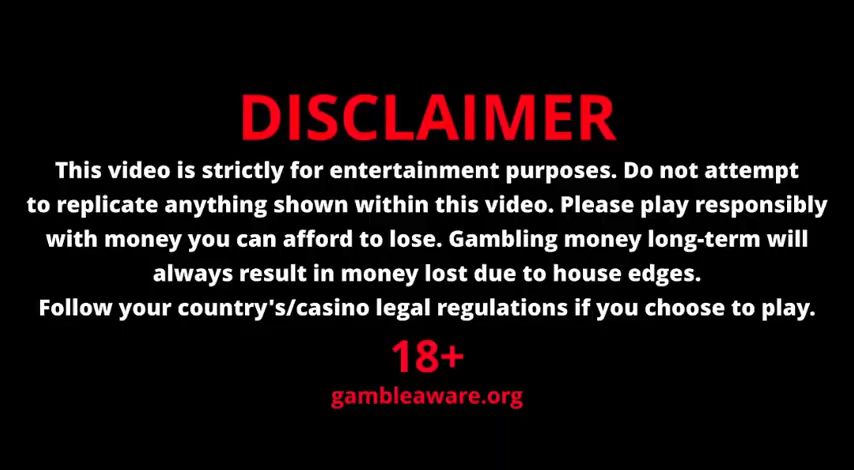 DISCLAIMER
This video is strictly for entertainment purposes. Do not attempt
to replicate anything shown within this video. Please play responsibly
with money you can afford to lose. Gambling money long-term will
always result in money lost due to house edges.
Follow your country's/casino legal regulations if you choose to play.
18+
gambleaware.org